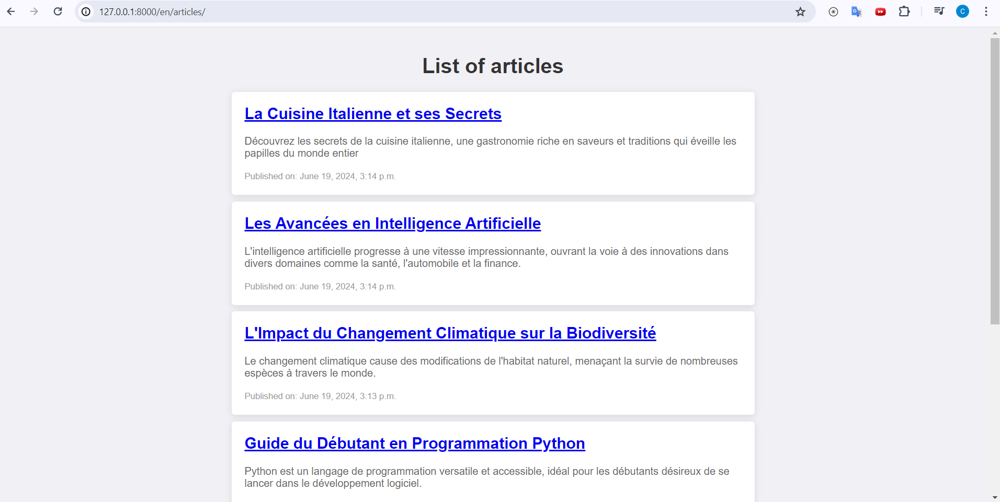 127.0.0.1:8000/en/articles/
C
List of articles
La Cuisine Italienne et ses Secrets
Découvrez les secrets de la cuisine italienne, une gastronomie riche en saveurs et traditions qui éveille les
papilles du monde entier
Published on: June 19, 2024, 3:14 p.m.
Les Avancées en Intelligence Artificielle
L'intelligence artificielle progresse à une vitesse impressionnante, ouvrant la voie à des innovations dans
divers domaines comme la santé, l'automobile et la finance.
Published on: June 19, 2024, 3:14 p.m.
L'Impact du Changement Climatique sur la Biodiversité
Le changement climatique cause des modifications de l'habitat naturel, menaçant la survie de nombreuses
espèces à travers le monde.
Published on: June 19, 2024, 3:13 p.m.
Guide du Débutant en Programmation Python
Python est un langage de programmation versatile et accessible, idéal pour les débutants désireux de se
lancer dans le développement logiciel.